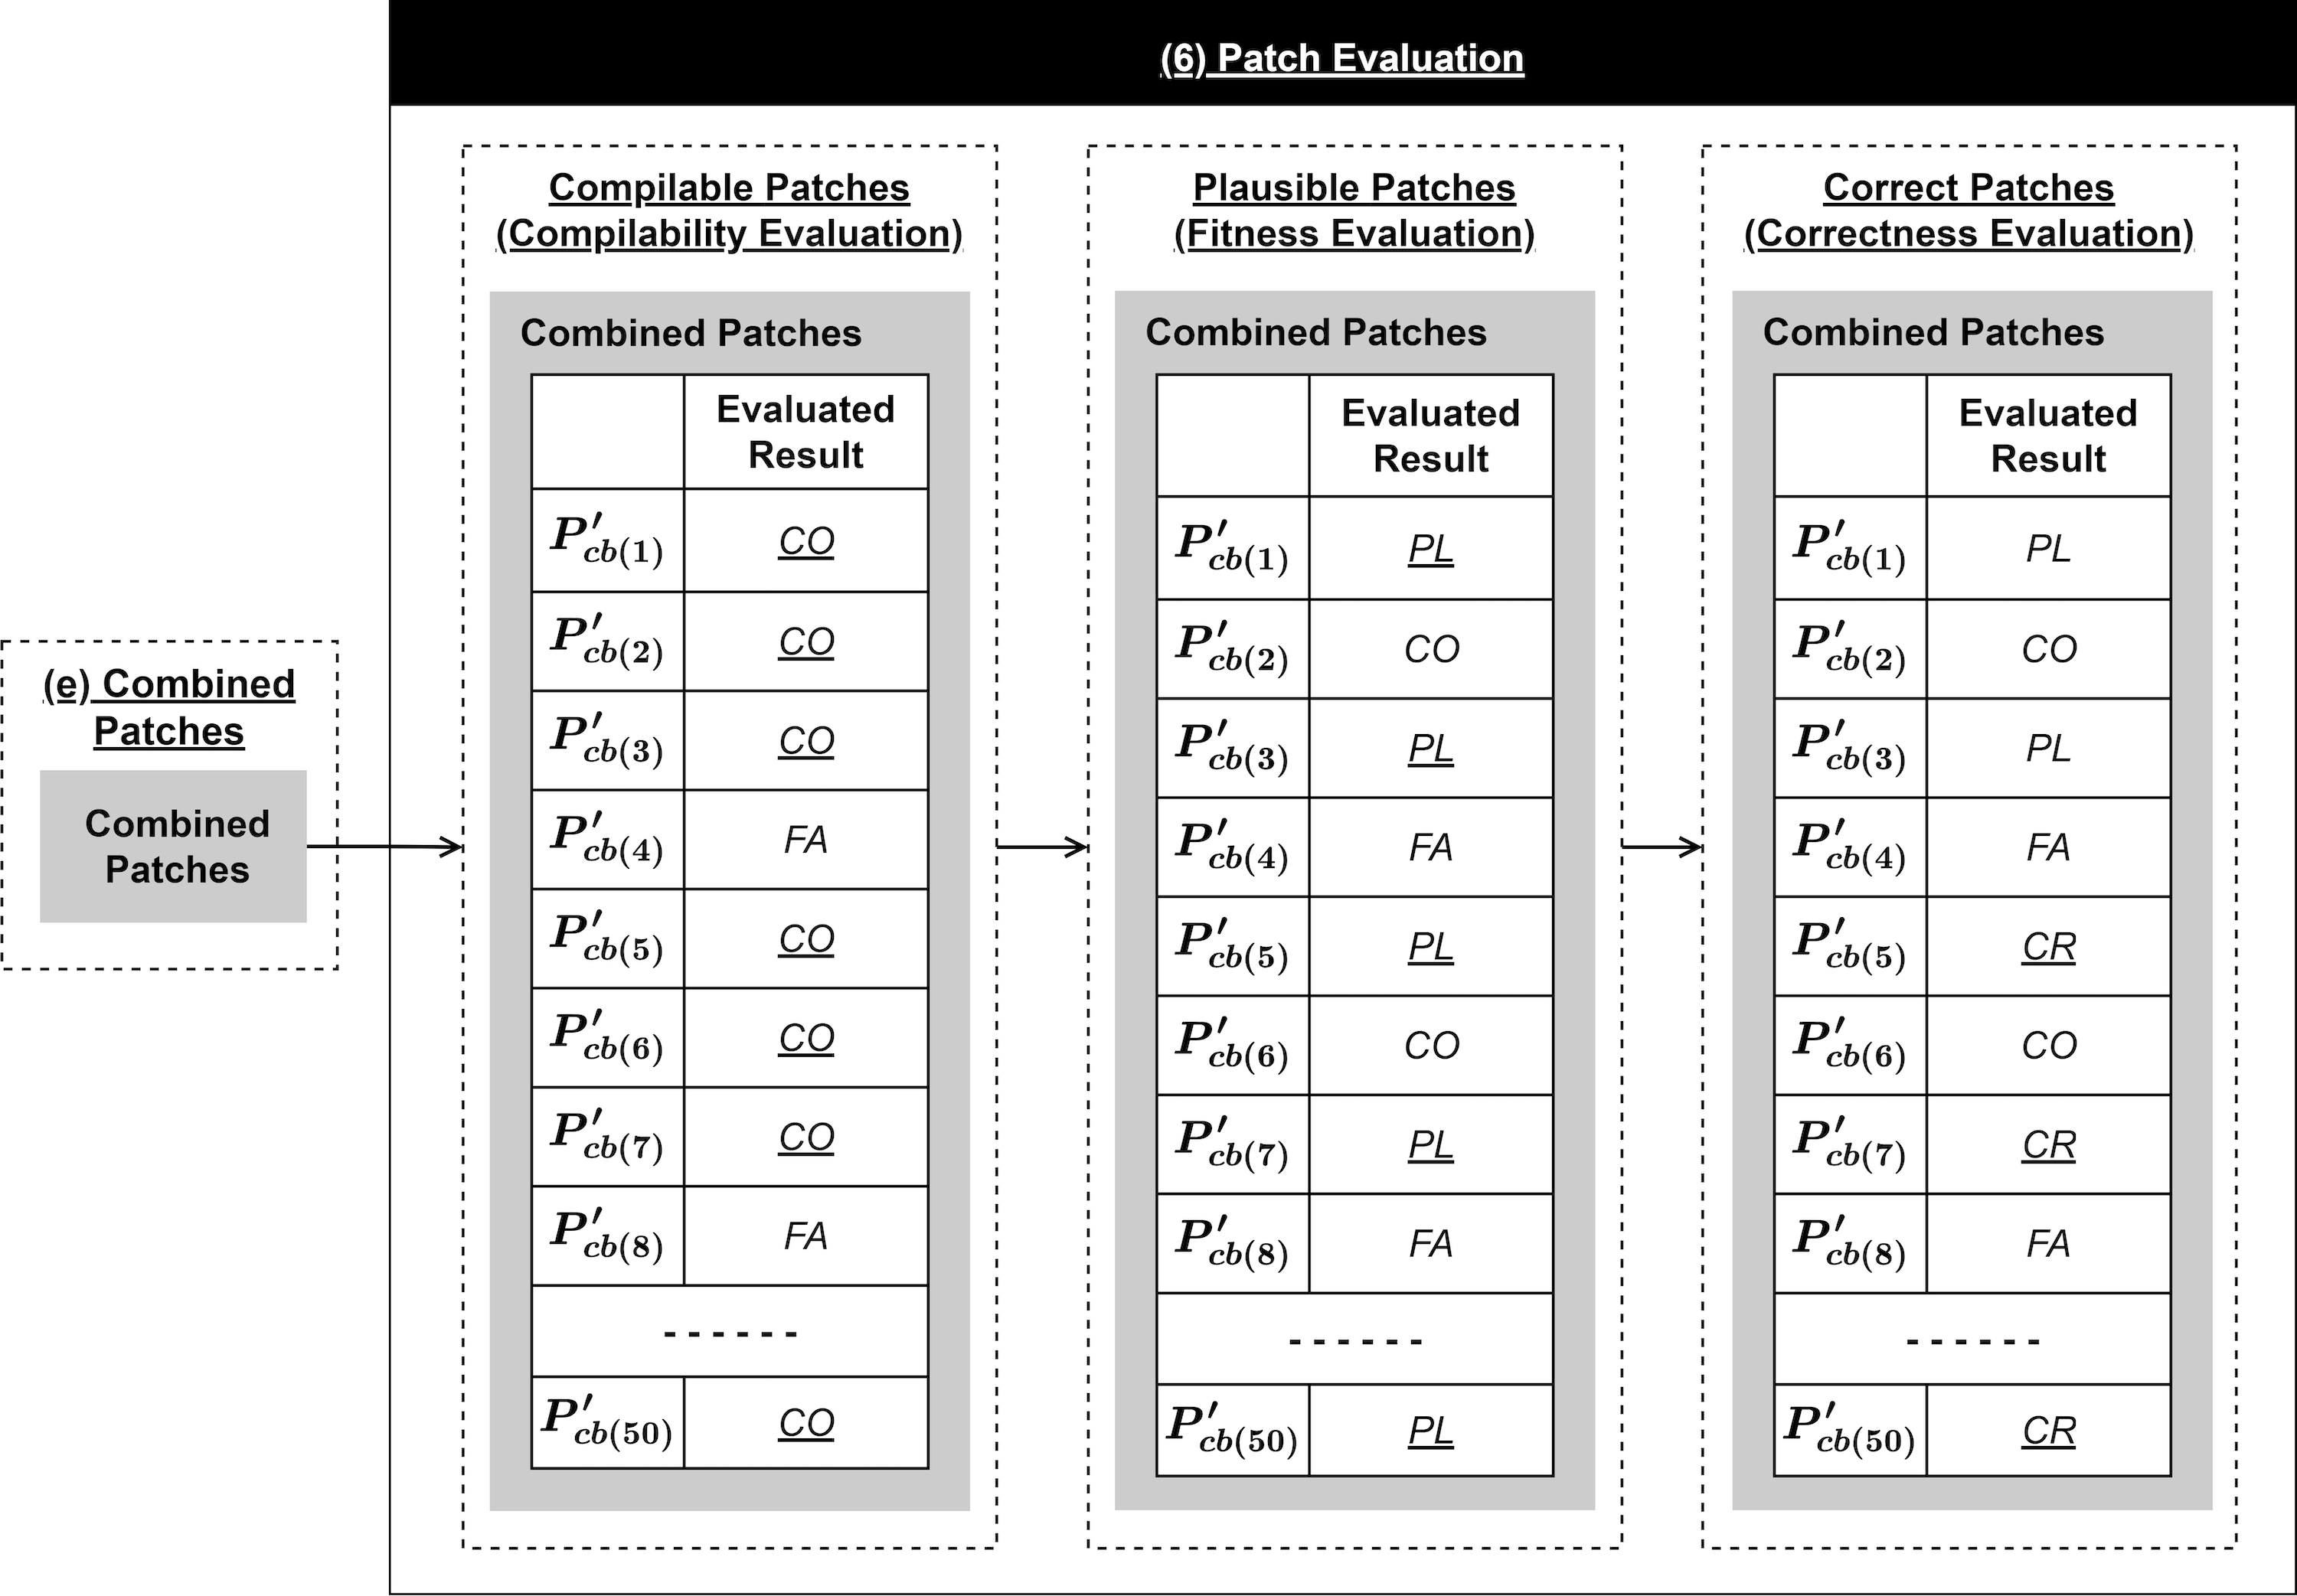 (6) Patch Evaluation
(e) Combined
Patches
Combined
Patches
Compilable Patches
(Compilability Evaluation)
Combined Patches
Evaluated
Result
P′cb(1) CO
P′cb(2) CO
P′cb(3) CO
P′cb(4) FA
P′cb(5) CO
P′cb(6) CO
P′cb(7) CO
P′cb(8) FA
------
P′cb(50) CO
Plausible Patches
(Fitness Evaluation)
Combined Patches
Evaluated
Result
P′cb(1) PL
P′cb(2) CO
P′cb(3) PL
P′cb(4) FA
P′cb(5) PL
P′cb(6) CO
P′cb(7) PL
P′cb(8) FA
------
P′cb(50) PL
Correct Patches
(Correctness Evaluation)
Combined Patches
Evaluated
Result
P′cb(1) PL
P′cb(2) CO
P′cb(3) PL
P′cb(4) FA
P′cb(5) CR
P′cb(6) CO
P′cb(7) CR
P′cb(8) FA
------
P′cb(50) CR